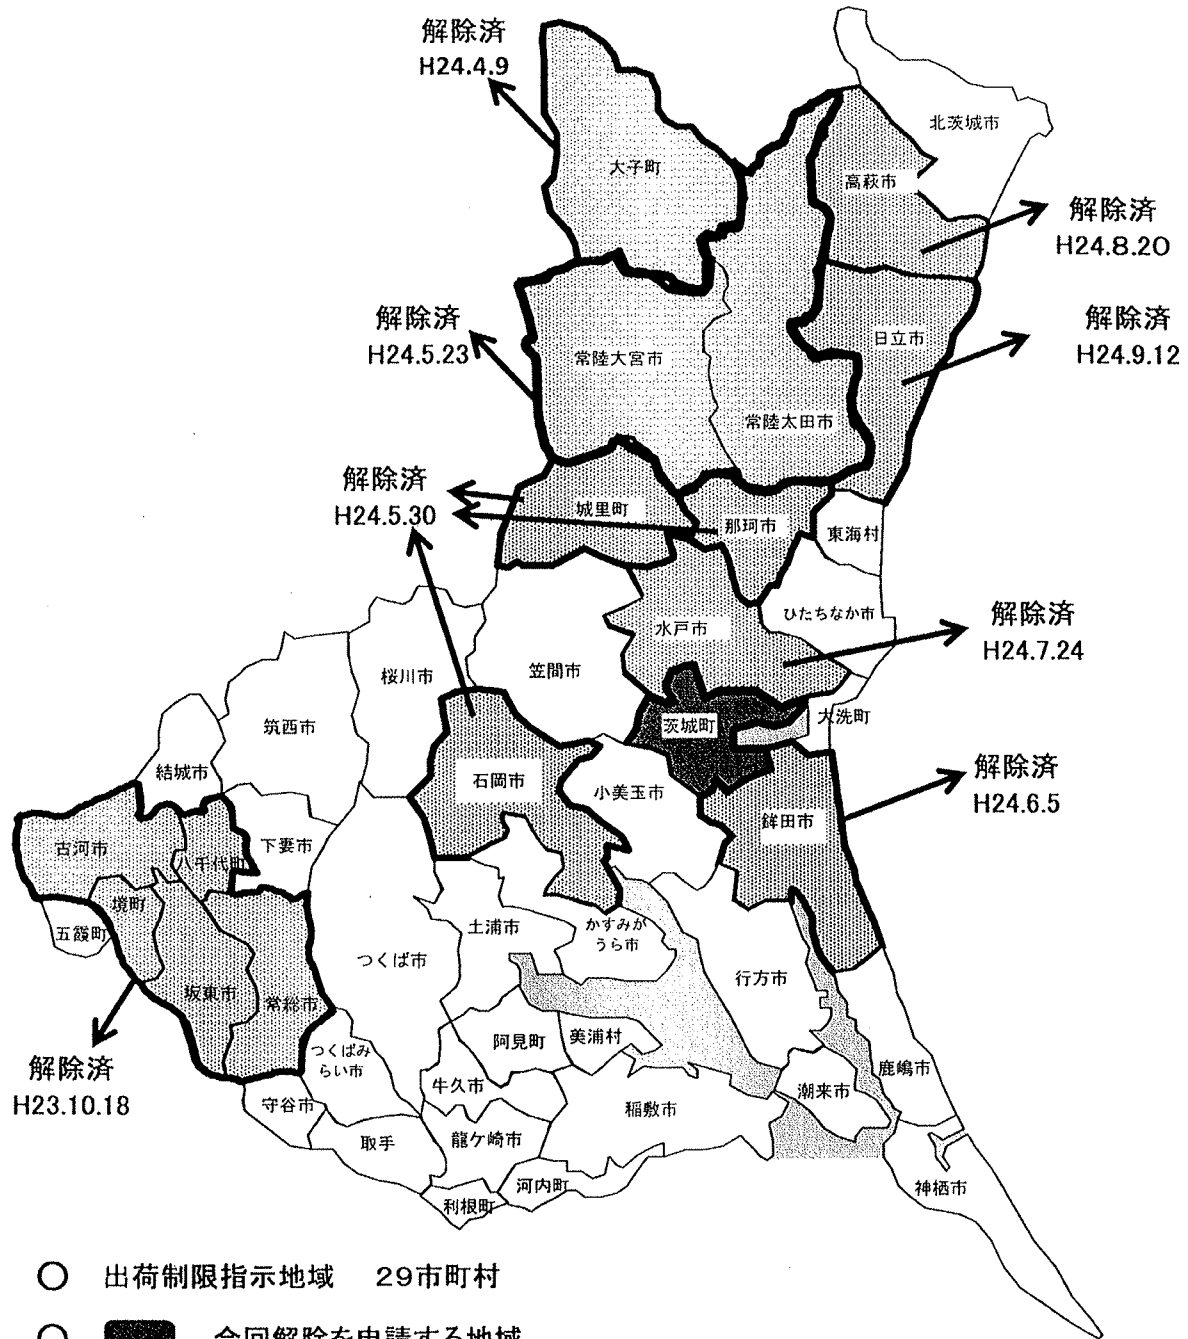 解除済
H24.4.9
北茨城市
大子町
高萩市
解除済
H24.8.20
解除済
H24.5.23
解除済
H24.9.12
日立市
常陸大宮市
常陸太田市
解除済
H24.5.30
城里町
那珂市
東海村
ひたちなか市
水戸市
解除済
H24.7.24
笠間市
桜川市
筑西市
茨城町
大洗町
結城市
石岡市
小美玉市
解除済
H24.6.5
鉾田市
古河市
八千代町
下妻市
境町
五霞町
土浦市
かすみが
うら市
つくば市
行方市
坂東市
常総市
阿見町
美浦村
つくばみ
らい市
鹿嶋市
解除済
H23.10.18
牛久市
潮来市
守谷市
稲敷市
取手
龍ケ崎市
河内町
神栖市
利根町
○ 出荷制限指示地域 29市町村
○ 今回解除を申請する地域